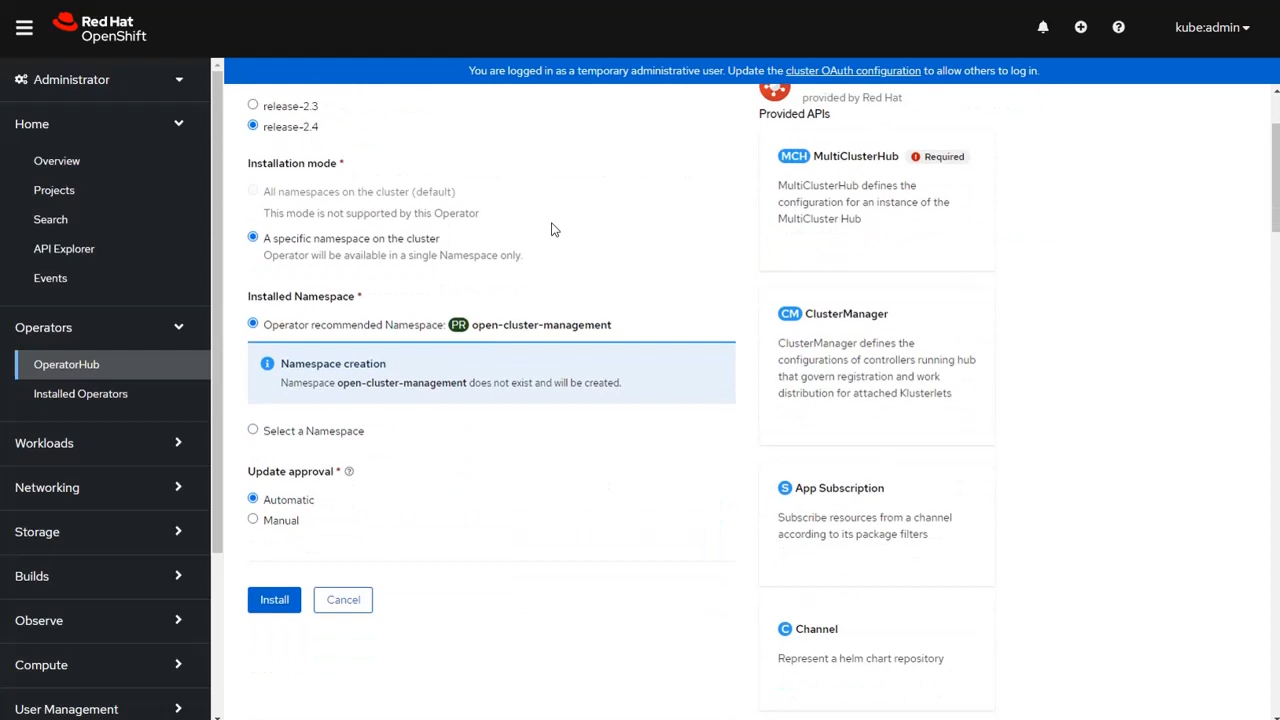 Red Hat
OpenShift
kube:admin
Administrator
Home
Overview
Projects
Search
API Explorer
Events
Operators
OperatorHub
Installed Operators
Workloads
Networking
Storage
Builds
Observe
Compute
User Management
You are logged in as a temporary administrative user. Update the cluster OAuth configuration to allow others to log in.
release-2.3
release-2.4
Installation mode *
All namespaces on the cluster (default)
This mode is not supported by this Operator
A specific namespace on the cluster
Operator will be available in a single Namespace only.
Installed Namespace *
Operator recommended Namespace: PR open-cluster-management
Namespace creation
Namespace open-cluster-management does not exist and will be created.
Select a Namespace
Update approval *
Automatic
Manual
Install Cancel
provided by Red Hat
Provided APIs
MCH MultiClusterHub Required
MultiClusterHub defines the
configuration for an instance of the
MultiCluster Hub
CM ClusterManager
ClusterManager defines the
configurations of controllers running hub
that govern registration and work
distribution for attached Klusterlets
S App Subscription
Subscribe resources from a channel
according to its package filters
C Channel
Represent a helm chart repository